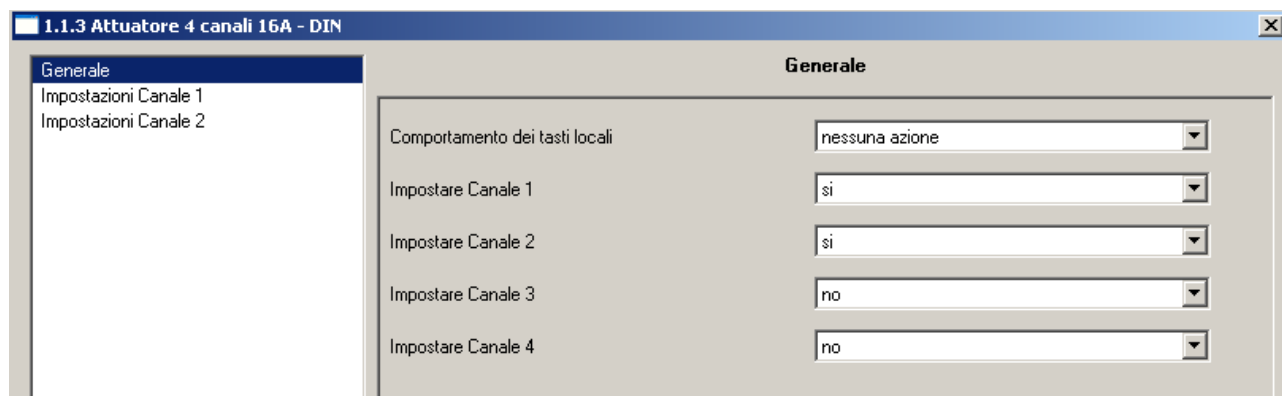 1.1.3 Attuatore 4 canali 16A - DIN
Generale
Impostazioni Canale 1
Impostazioni Canale 2
Generale
Comportamento dei tasti locali nessuna azione
Impostare Canale 1 si
Impostare Canale 2 si
Impostare Canale 3 no
Impostare Canale 4 no